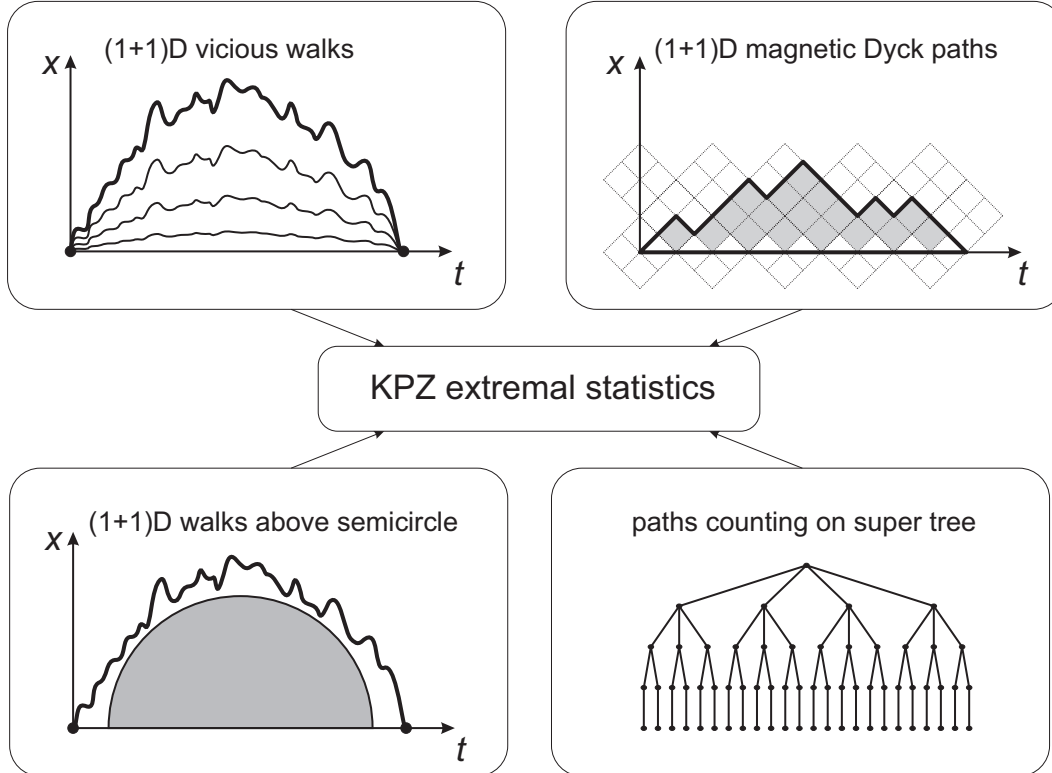 (1+1)D vicious walks
x
t
(1+1)D magnetic Dyck paths
x
t
KPZ extremal statistics
(1+1)D walks above semicircle
x
t
paths counting on super tree